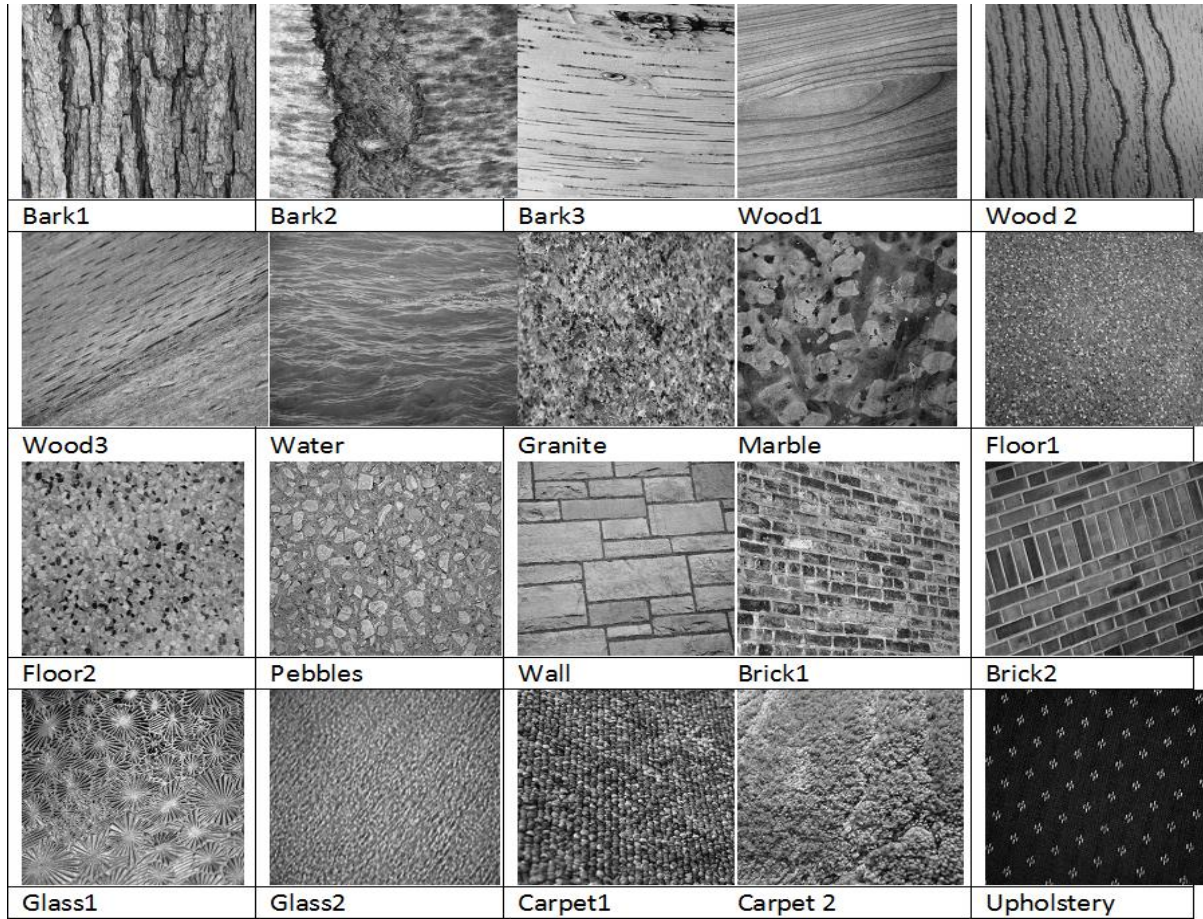 Bark1 Bark2 Bark3 Wood1 Wood 2
Wood3 Water Granite Marble Floor1
Floor2 Pebbles Wall Brick1 Brick2
Glass1 Glass2 Carpet1 Carpet 2 Upholstery